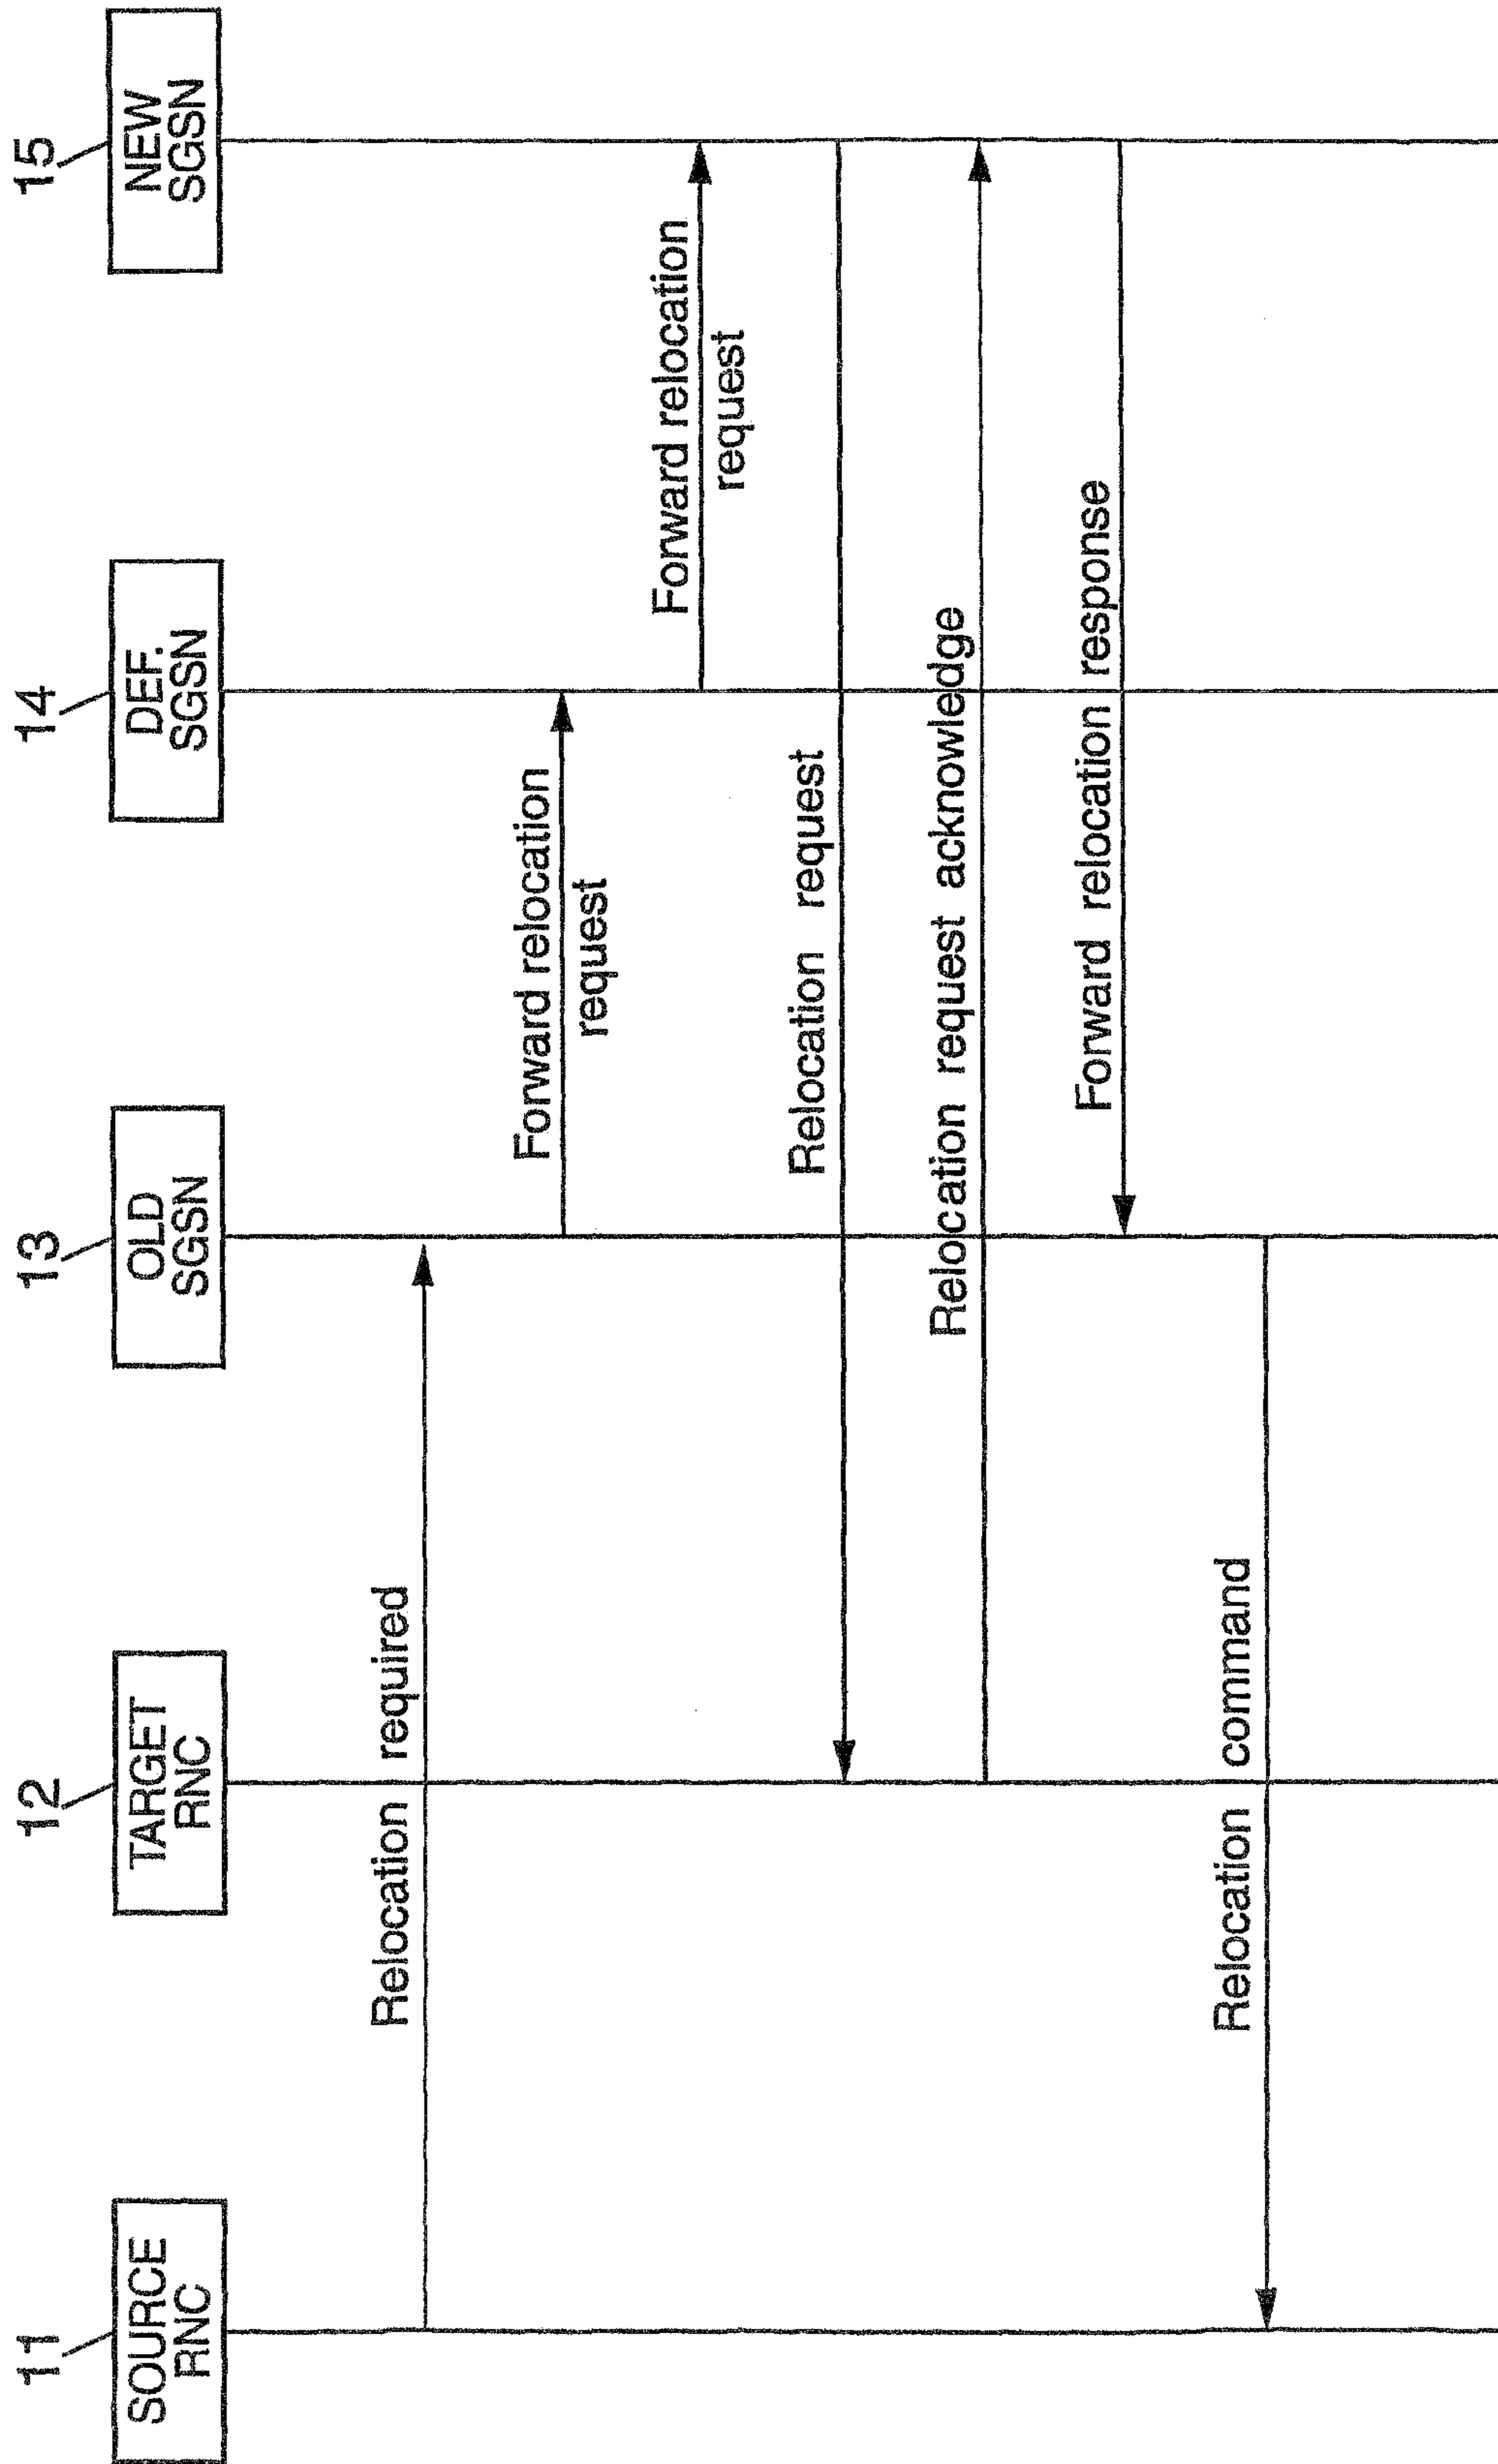 11
12
13
14
15
SOURCE
RNC
TARGET
RNC
OLD
SGSN
DEF.
SGSN
NEW
SGSN
Relocation required
Forward relocation
request
Forward relocation
request
Relocation request
Relocation request acknowledge
Forward relocation response
Relocation command